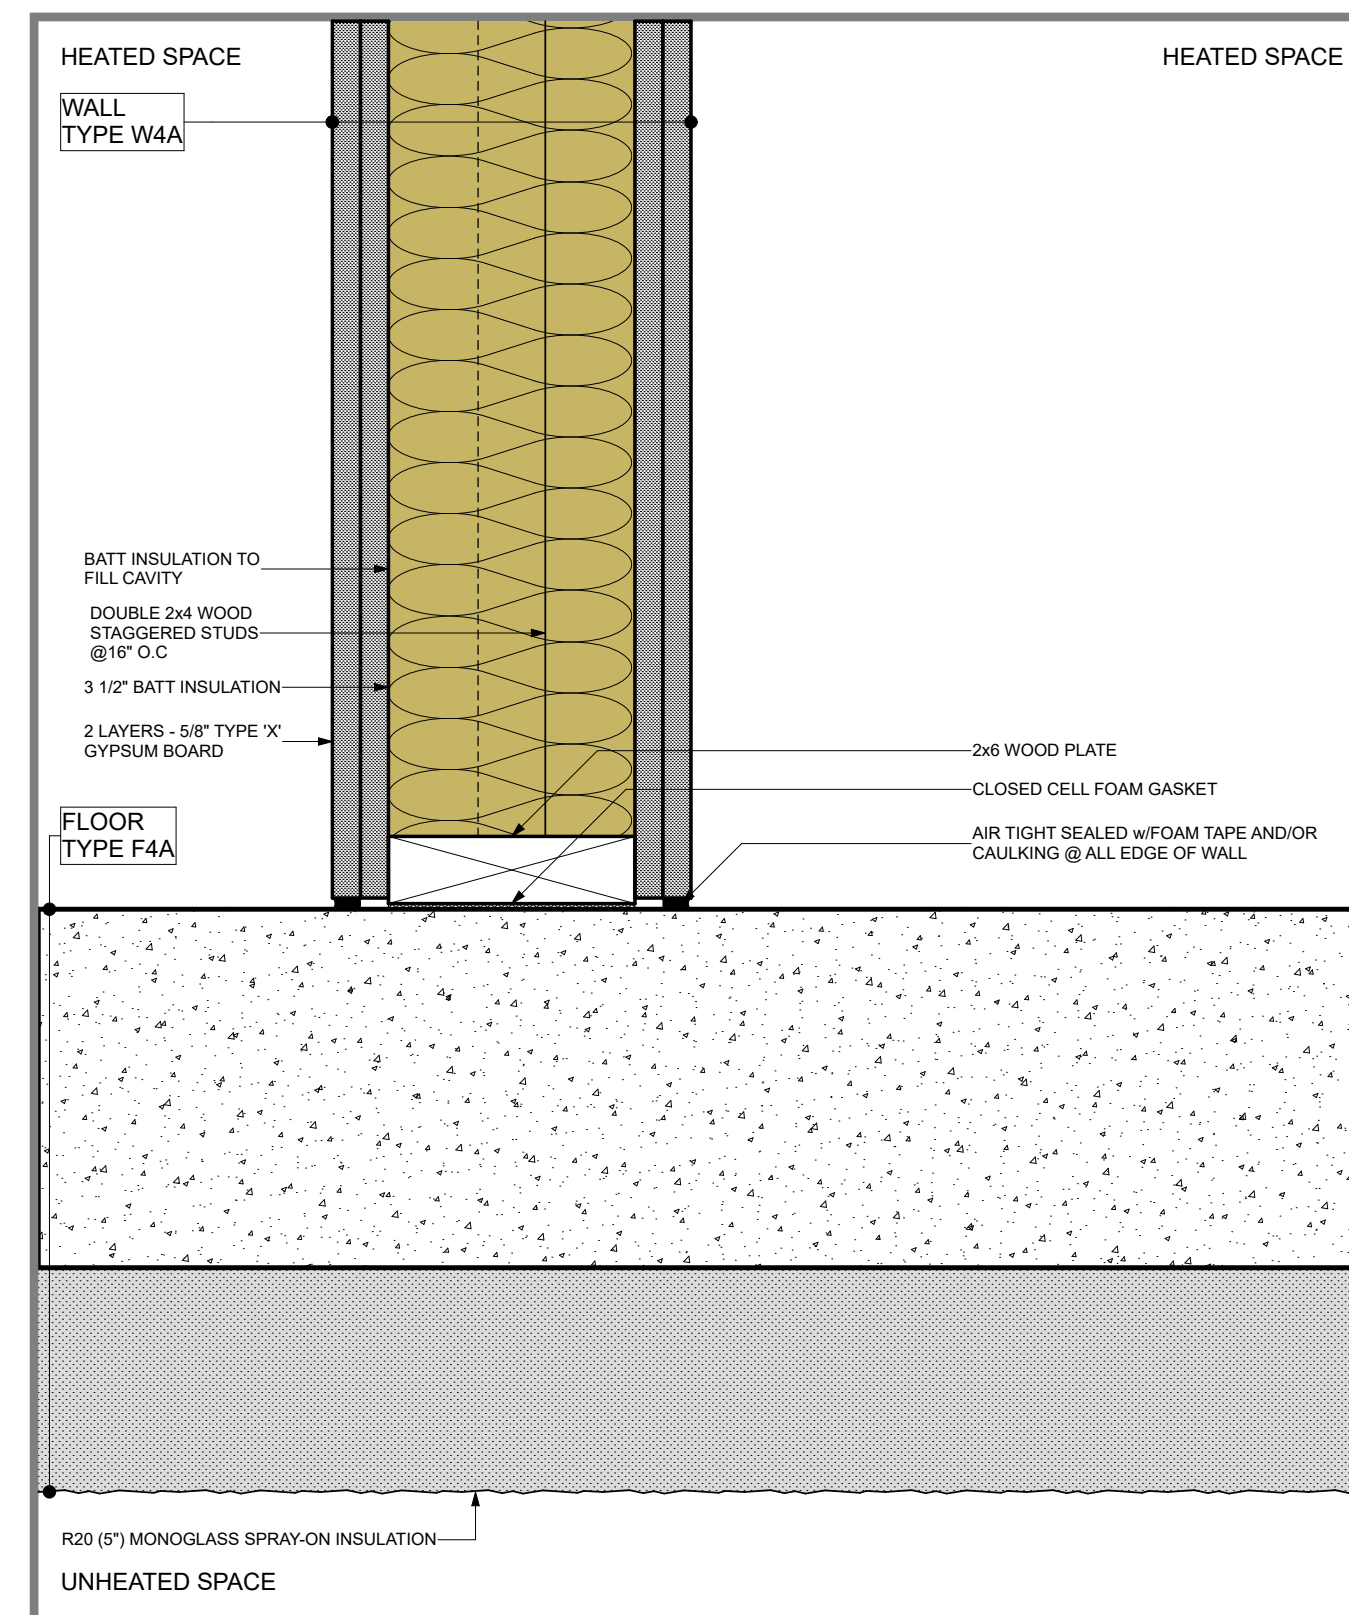 HEATED SPACE
HEATED SPACE
WALL
TYPE W4A
BATT INSULATION TO
FILL CAVITY
DOUBLE 2x4 WOOD
STAGGERED STUDS
@16" O.C
3 1/2" BATT INSULATION
2 LAYERS - 5/8" TYPE 'X'
GYPSUM BOARD
2x6 WOOD PLATE
CLOSED CELL FOAM GASKET
AIR TIGHT SEALED w/FOAM TAPE AND/OR
CAULKING @ ALL EDGE OF WALL
FLOOR
TYPE F4A
R20 (5") MONOGLASS SPRAY-ON INSULATION
UNHEATED SPACE